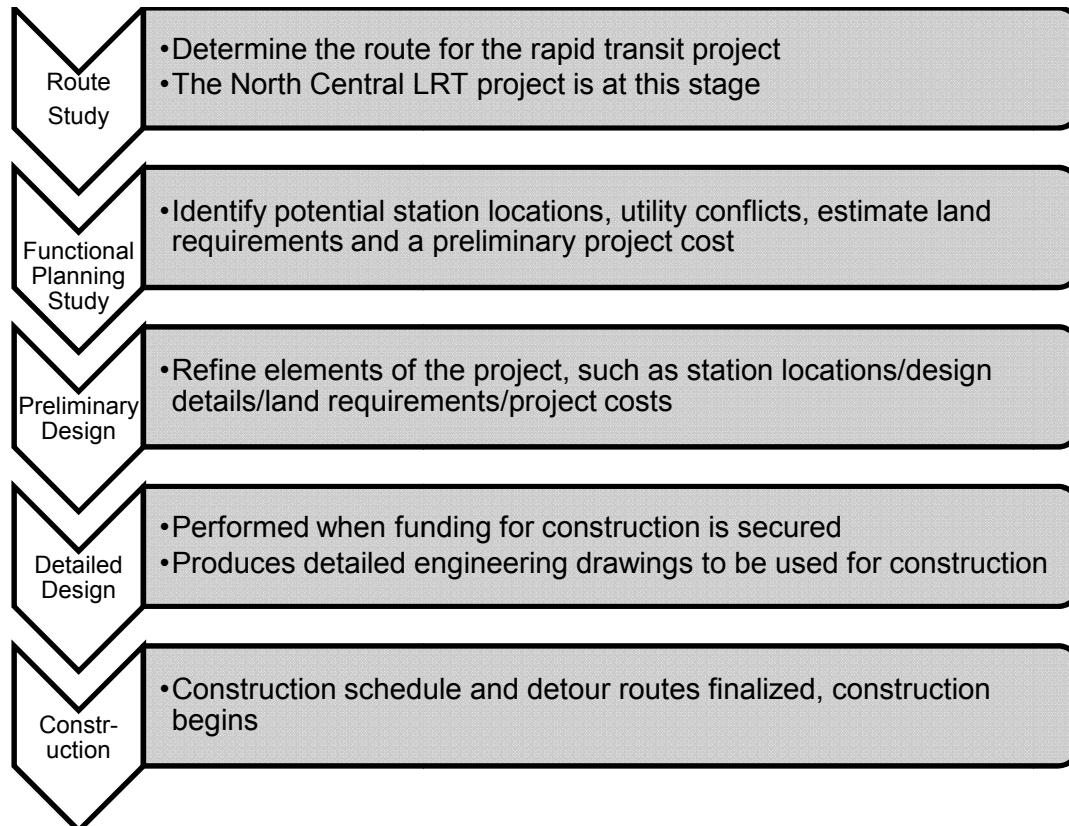 Route
Study
•Determine the route for the rapid transit project
•The North Central LRT project is at this stage
Functional
Planning
Study
•Identify potential station locations, utility conflicts, estimate land
requirements and a preliminary project cost
Preliminary
Design
•Refine elements of the project, such as station locations/design
details/land requirements/project costs
Detailed
Design
•Performed when funding for construction is secured
•Produces detailed engineering drawings to be used for construction
Constr-
uction
•Construction schedule and detour routes finalized, construction
begins